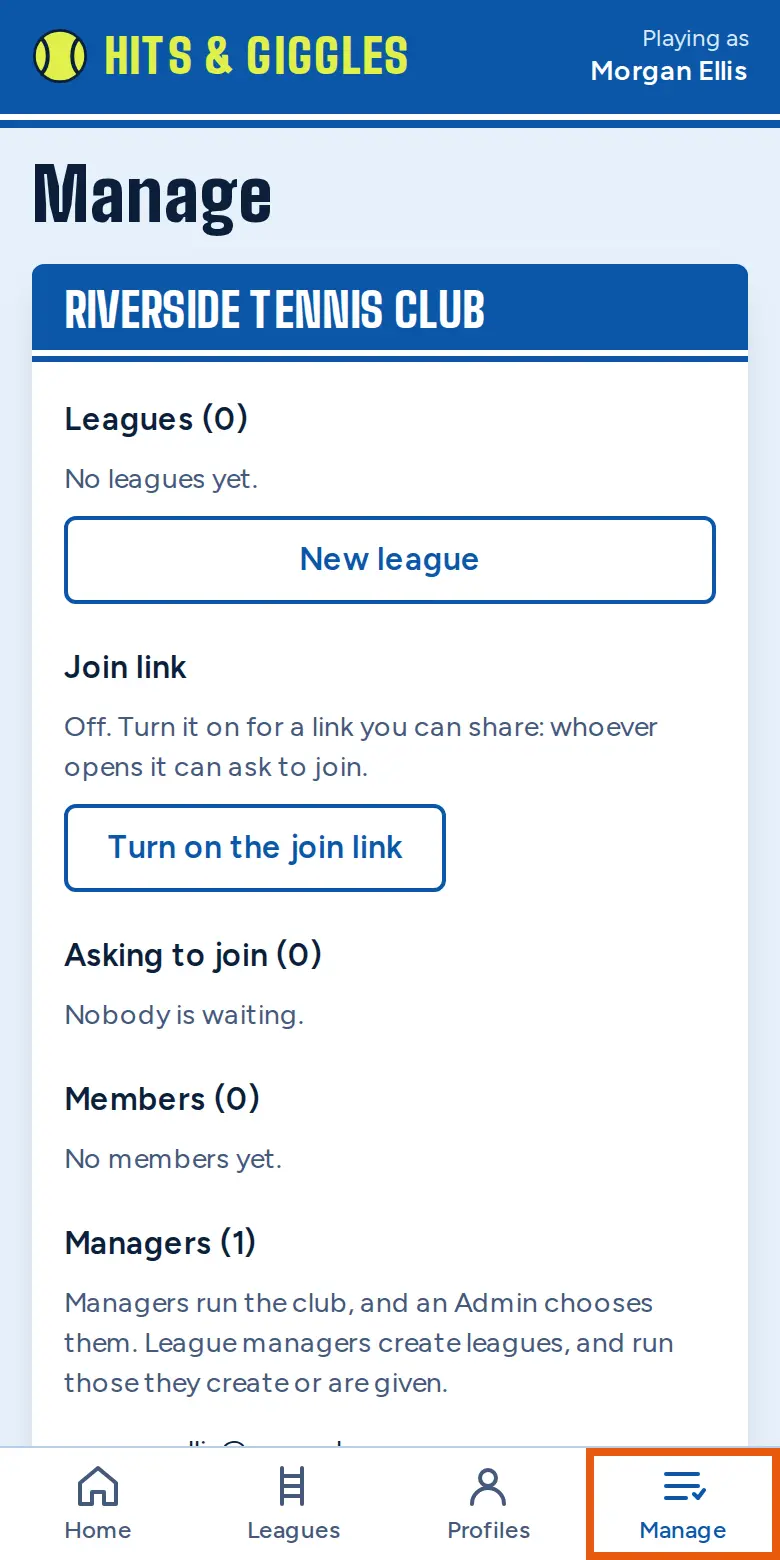 HITS & GIGGLES
Playing as
Morgan Ellis
Manage
RIVERSIDE TENNIS CLUB
Leagues (0)
No leagues yet.
New league
Join link
Off. Turn it on for a link you can share: whoever
opens it can ask to join.
Turn on the join link
Asking to join (0)
Nobody is waiting.
Members (0)
No members yet.
Managers (1)
Managers run the club, and an Admin chooses
them. League managers create leagues, and run
those they create or are given.
Home
Leagues
Profiles
Manage